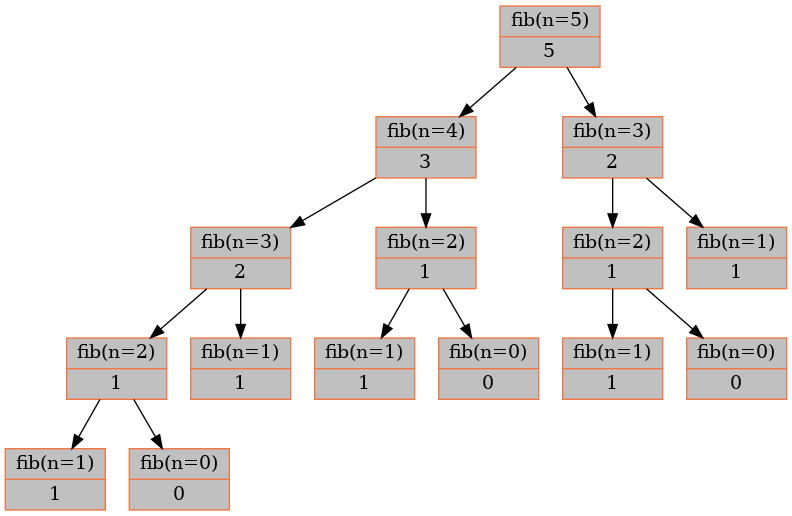 fib(n=5)
5
fib(n=4)
3
fib(n=3)
2
fib(n=3)
2
fib(n=2)
1
fib(n=2)
1
fib(n=1)
1
fib(n=2)
1
fib(n=1)
1
fib(n=1)
1
fib(n=0)
0
fib(n=1)
1
fib(n=0)
0
fib(n=1)
1
fib(n=0)
0